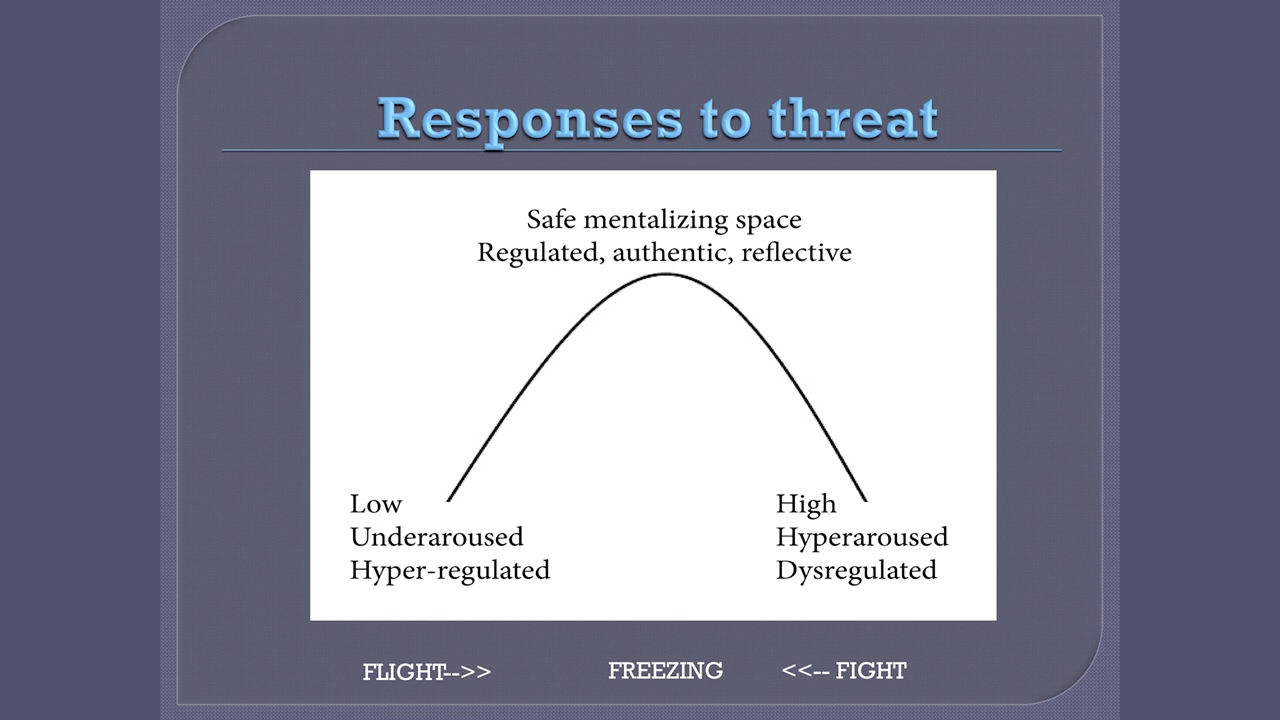 Responses to threat
Safe mentalizing space
Regulated, authentic, reflective
Low
Underaroused
Hyper-regulated
High
Hyperaroused
Dysregulated
FLIGHT-->>
FREEZING
<<-- FIGHT